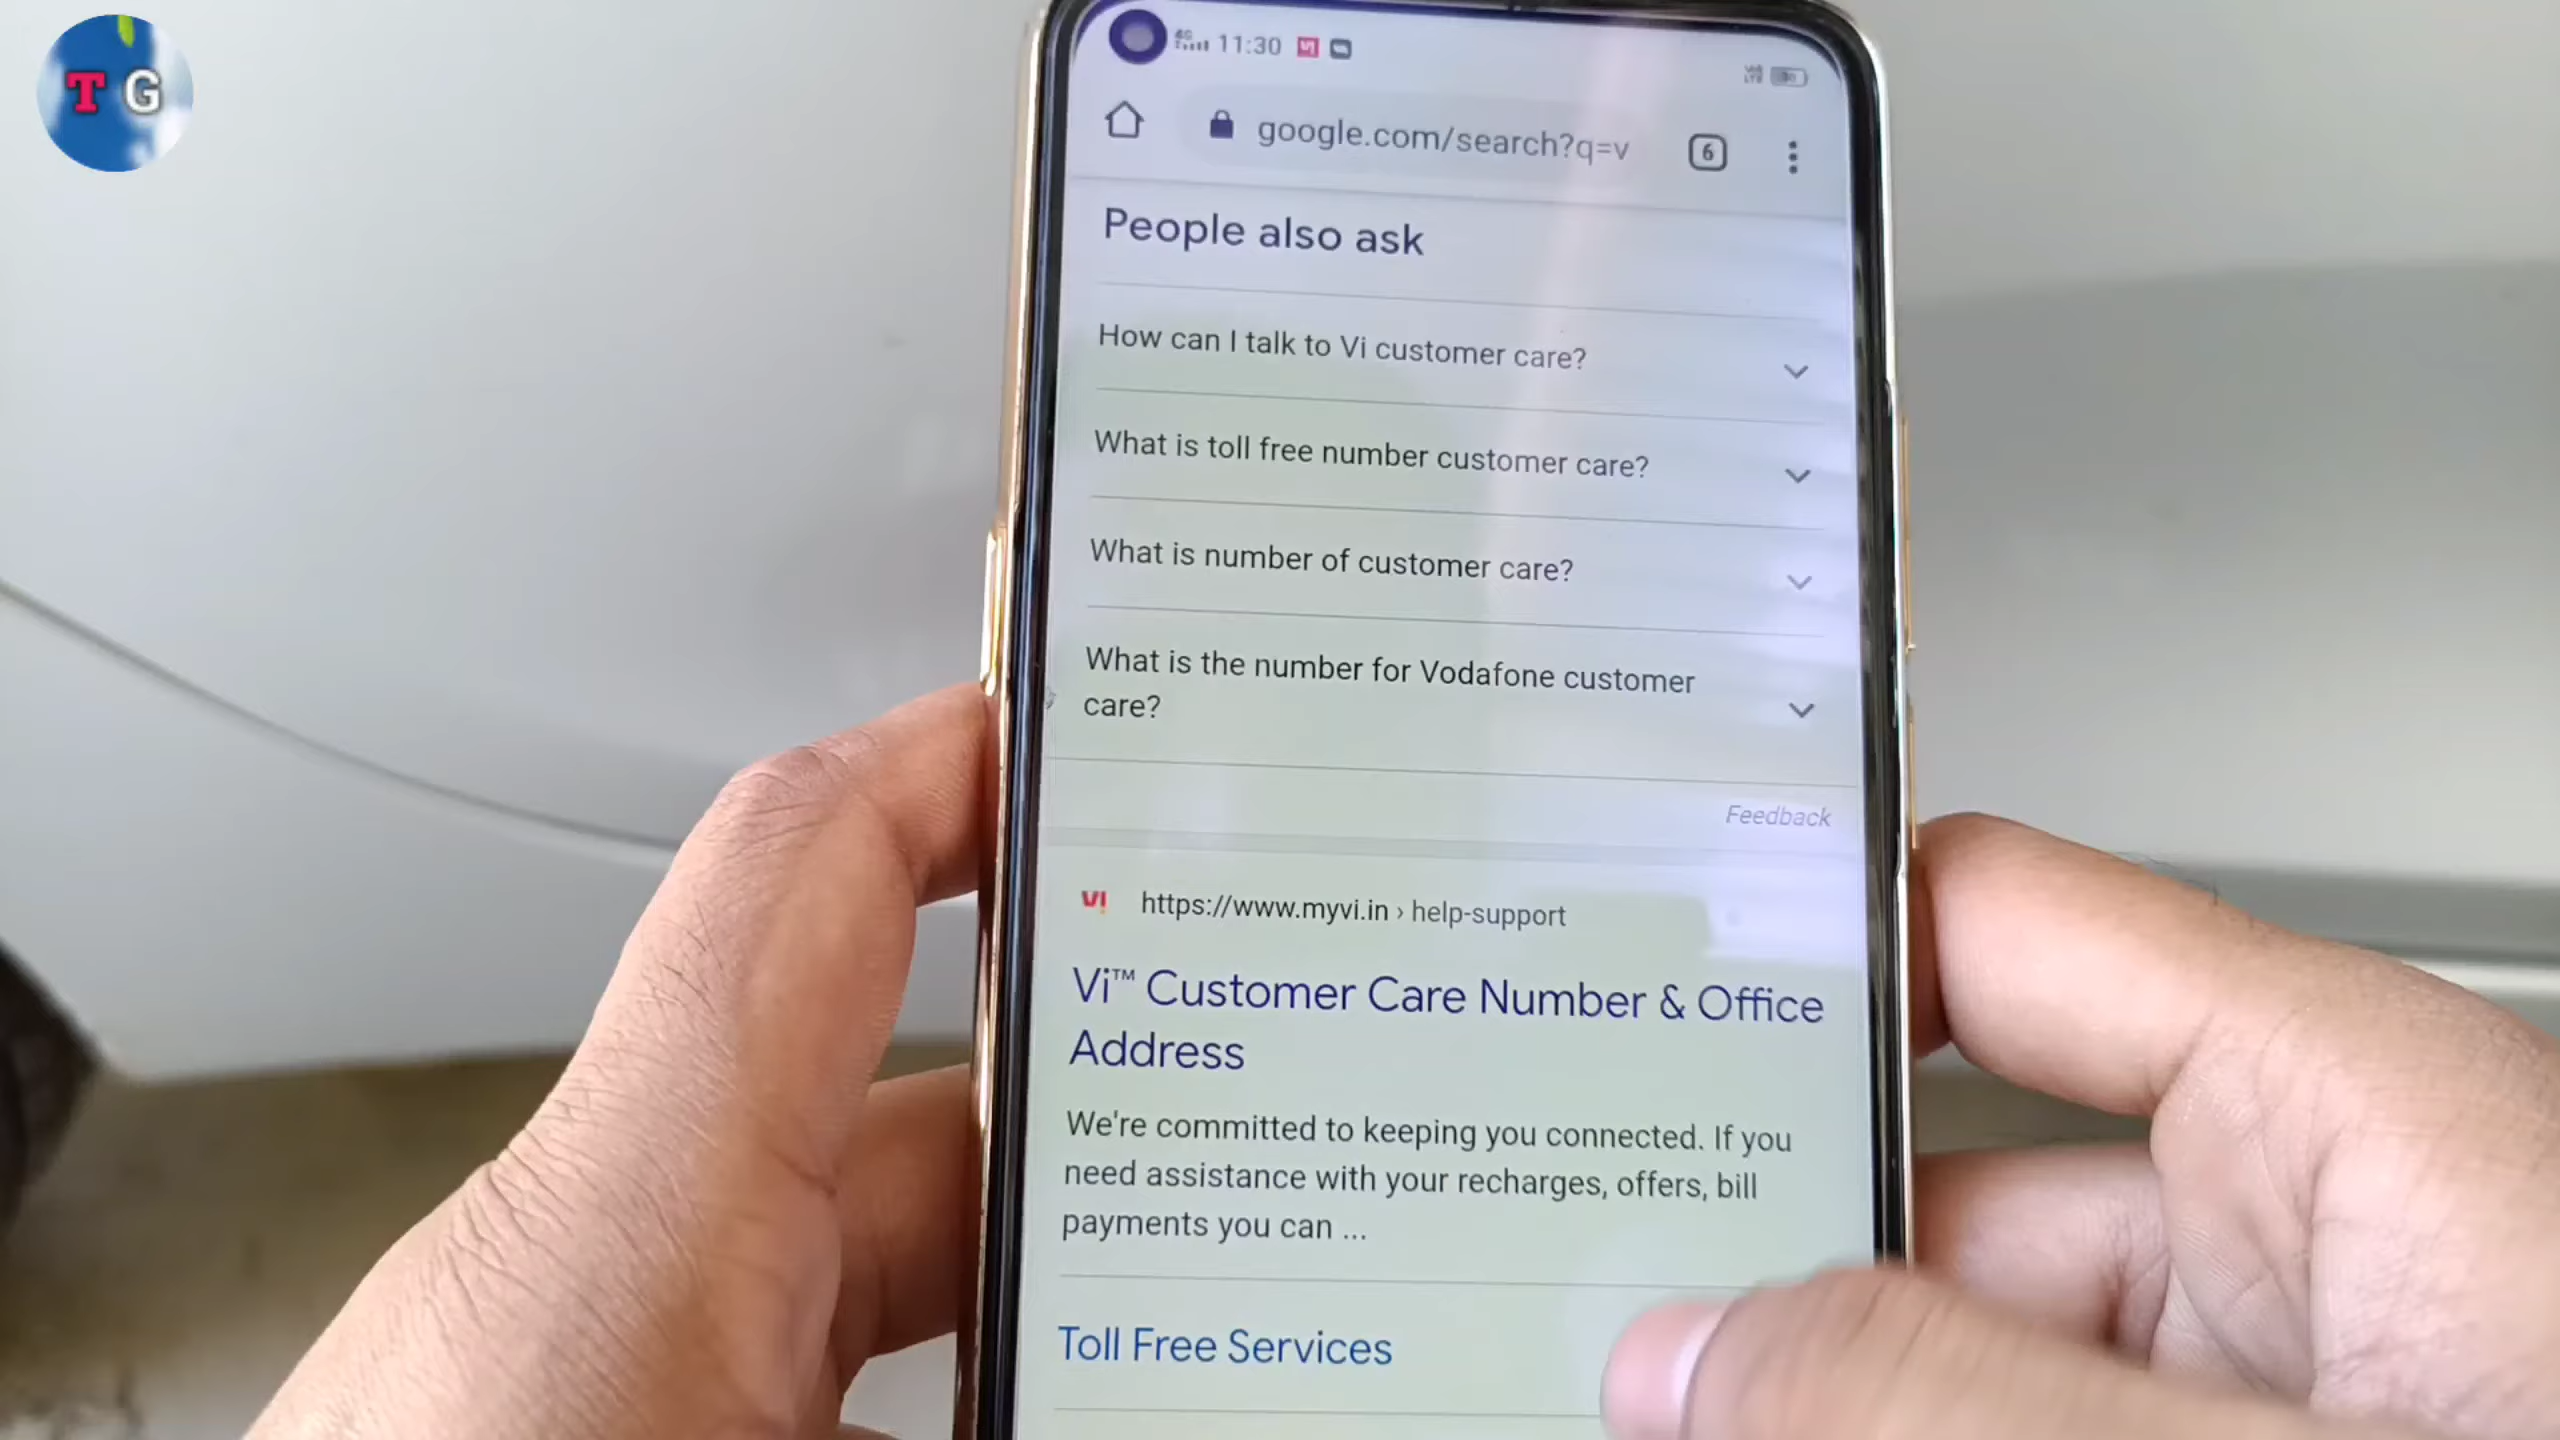 T G
4G 11:30 VI
google.com/search?q=v 6
People also ask
How can I talk to Vi customer care?
What is toll free number customer care?
What is number of customer care?
What is the number for Vodafone customer
care?
Feedback
VI https://www.myvi.in › help-support
Vi™ Customer Care Number & Office
Address
We're committed to keeping you connected. If you
need assistance with your recharges, offers, bill
payments you can ...
Toll Free Services